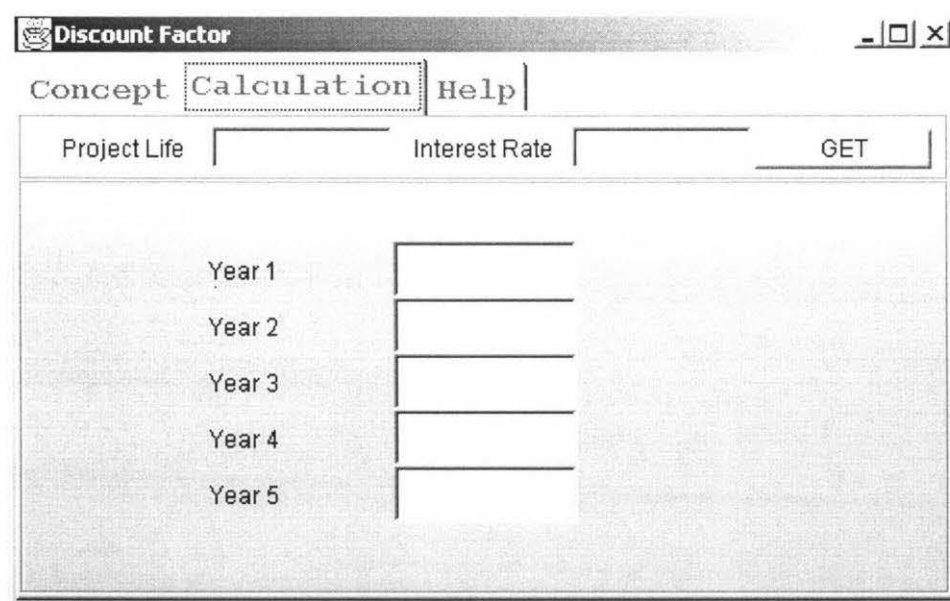 Discount Factor
Concept Calculation Help
Project Life Interest Rate GET
Year 1
Year 2
Year 3
Year 4
Year 5